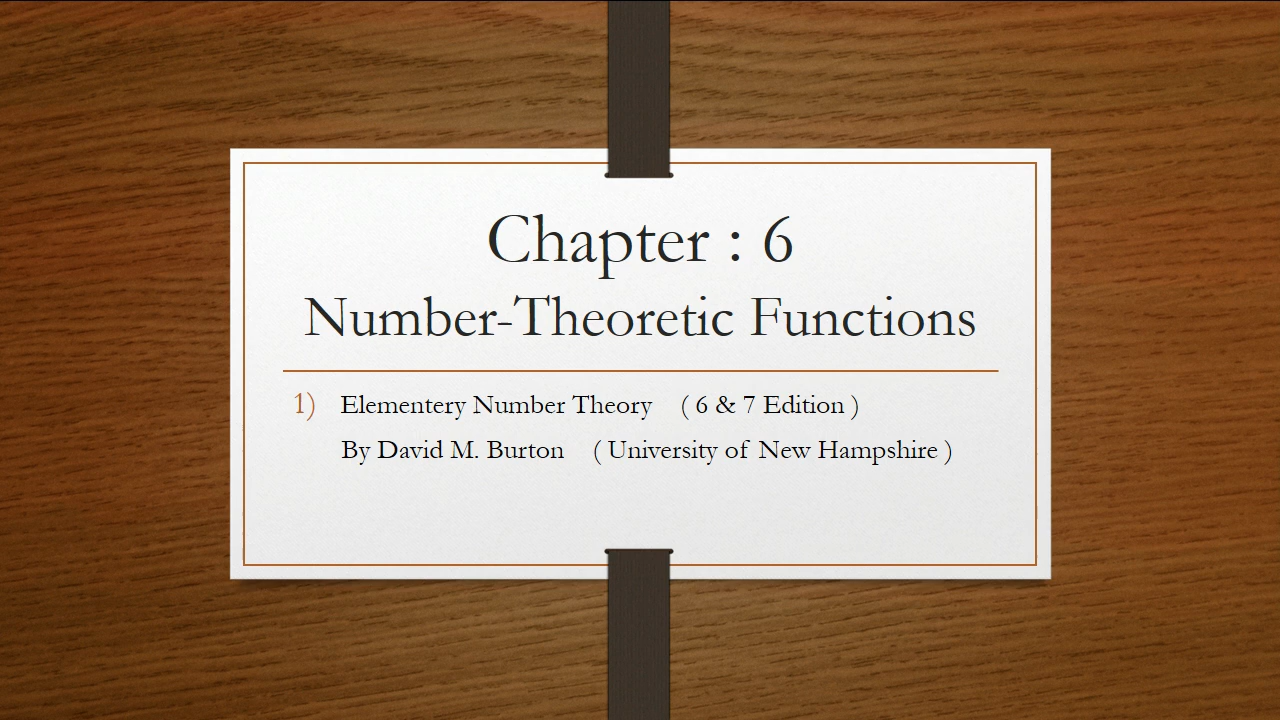 Chapter : 6
Number-Theoretic Functions
1) Elementery Number Theory ( 6 & 7 Edition )
By David M. Burton ( University of New Hampshire )